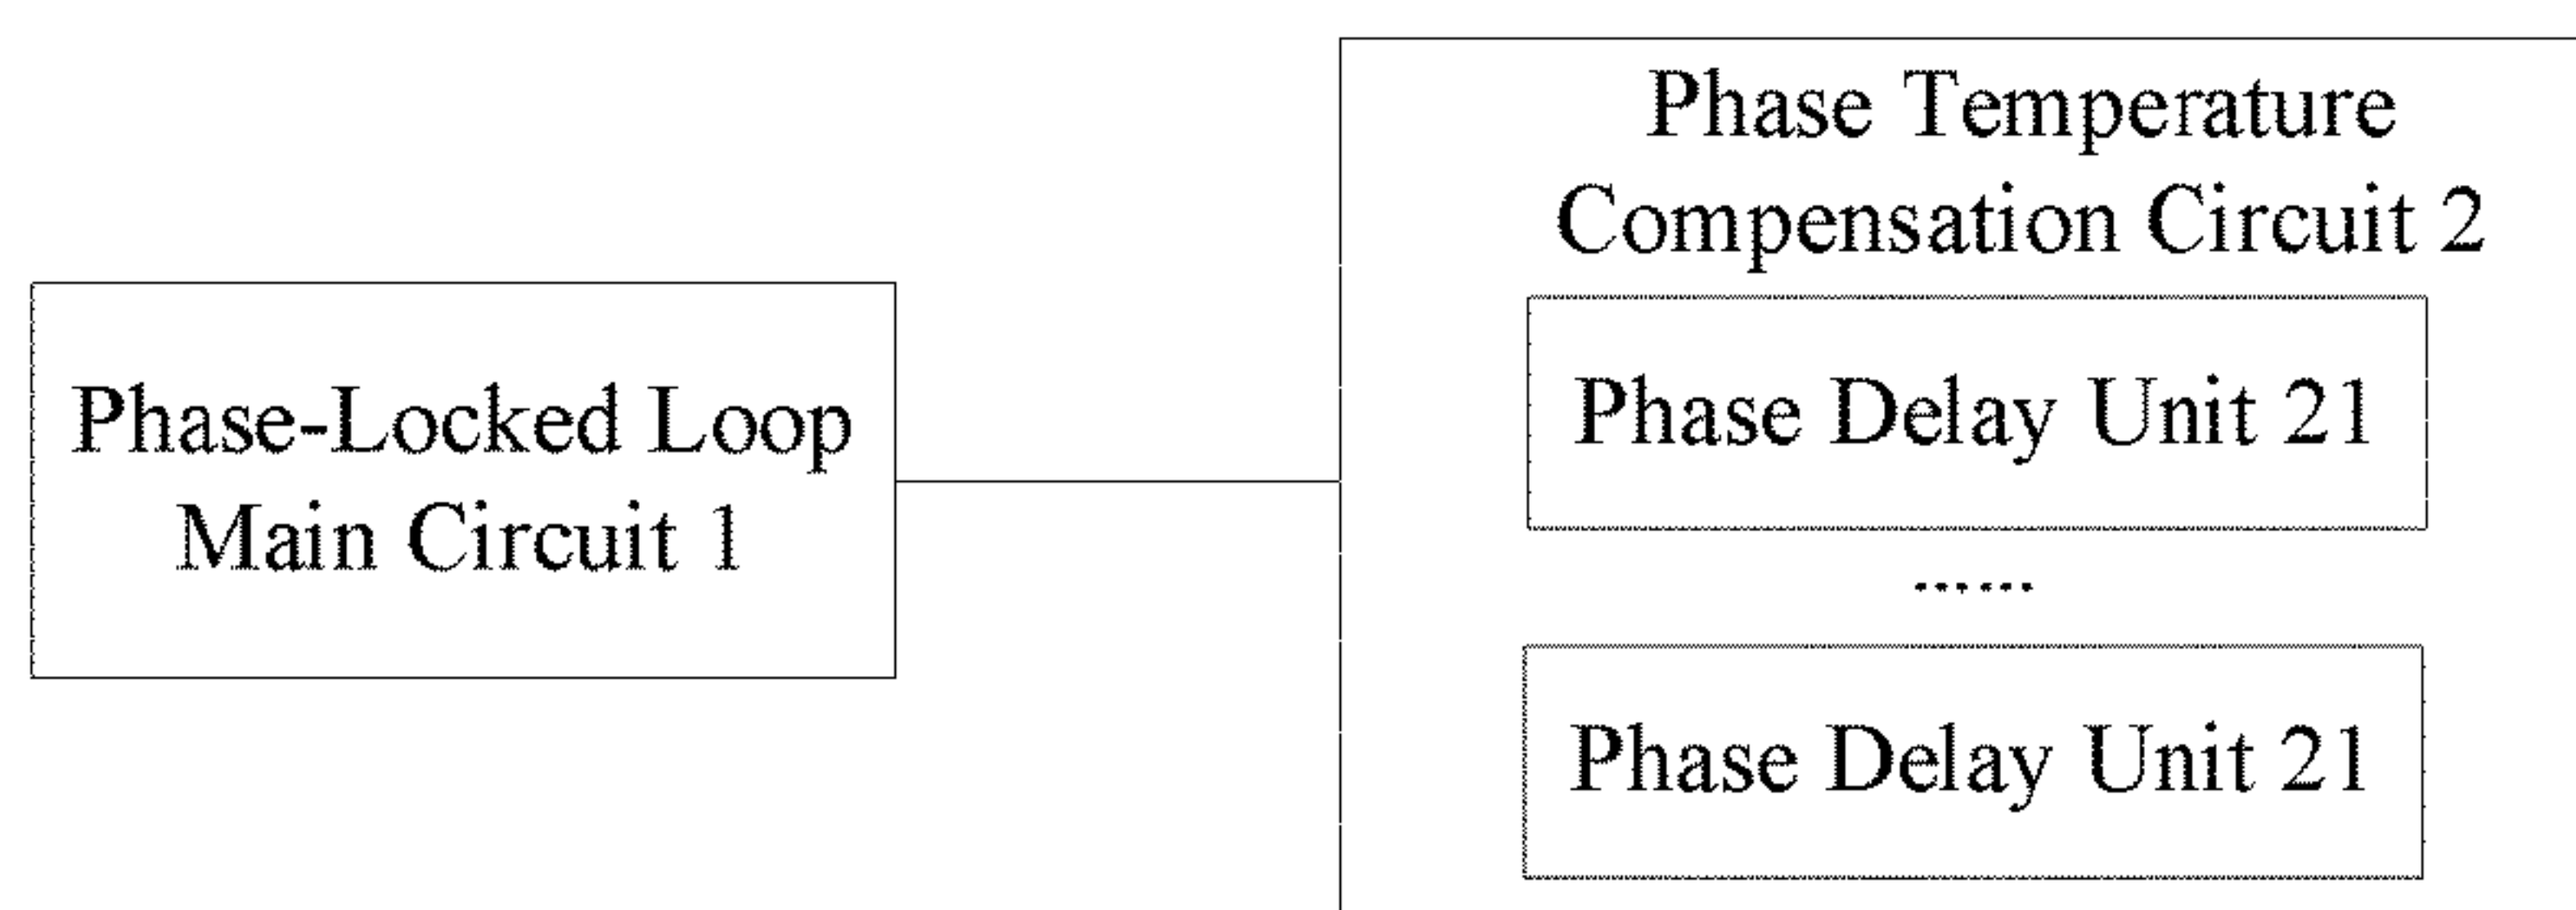 Phase Temperature
Compensation Circuit 2
Phase-Locked Loop
Main Circuit 1
Phase Delay Unit 21
......
Phase Delay Unit 21